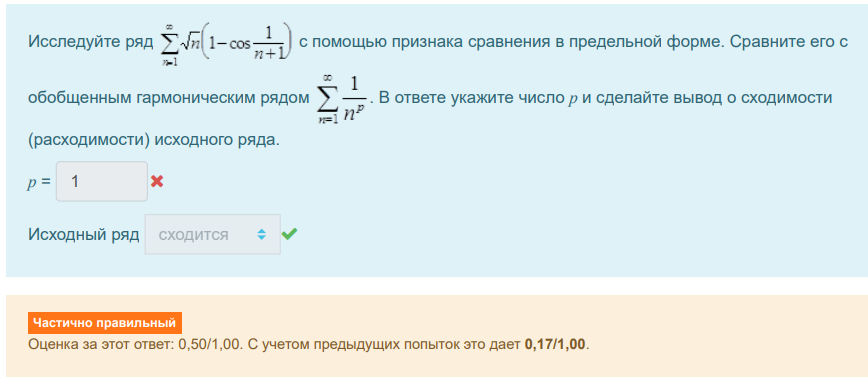 Исследуйте ряд $\sum_{n=1}^{\infty} \sqrt{n}\left(1-\cos\frac{1}{n+1}\right)$ с помощью признака сравнения в предельной форме. Сравните его с
обобщенным гармоническим рядом $\sum_{n=1}^{\infty} \frac{1}{n^p}$. В ответе укажите число p и сделайте вывод о сходимости
(расходимости) исходного ряда.
p = 1
Исходный ряд сходится
Частично правильный
Оценка за этот ответ: 0,50/1,00. С учетом предыдущих попыток это дает 0,17/1,00.